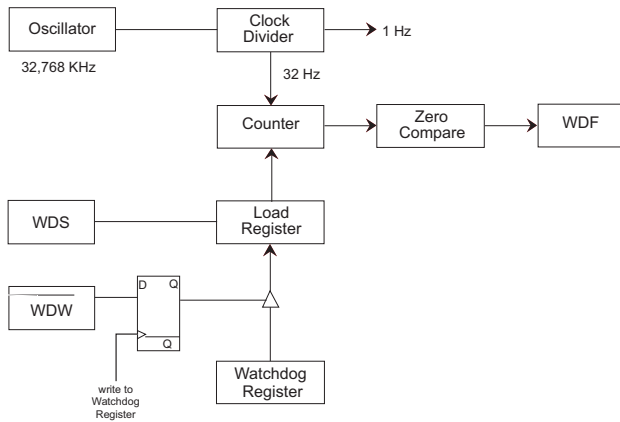 Oscillator
Clock
Divider
1 Hz
32,768 KHz
32 Hz
Counter
Zero
Compare
WDF
WDS
Load
Register
D
Q
WDW
Q
write to
Watchdog
Register
Watchdog
Register